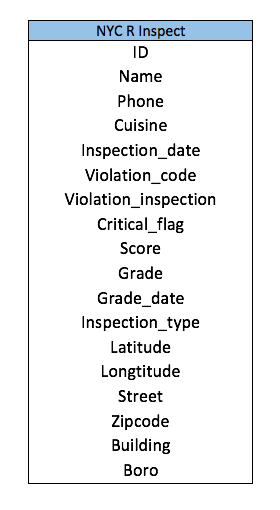 NYC R Inspect
ID
Name
Phone
Cuisine
Inspection_date
Violation_code
Violation_inspection
Critical_flag
Score
Grade
Grade_date
Inspection_type
Latitude
Longtitude
Street
Zipcode
Building
Boro